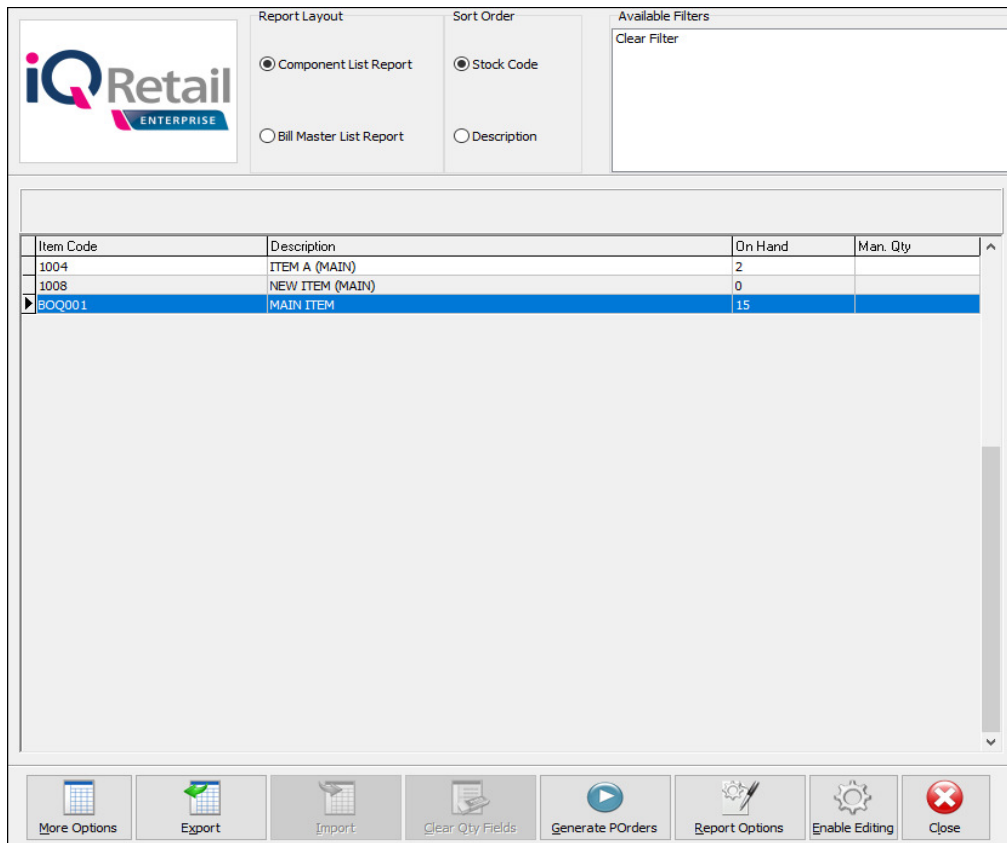 iQ Retail
ENTERPRISE
Report Layout
Component List Report
Bill Master List Report
Sort Order
Stock Code
Description
Available Filters
Clear Filter
Item Code Description On Hand Man. Qty
1004 ITEM A (MAIN) 2
1008 NEW ITEM (MAIN) 0
BOQ001 MAIN ITEM 15
More Options Export Import Clear Qty Fields Generate POrders Report Options Enable Editing Close